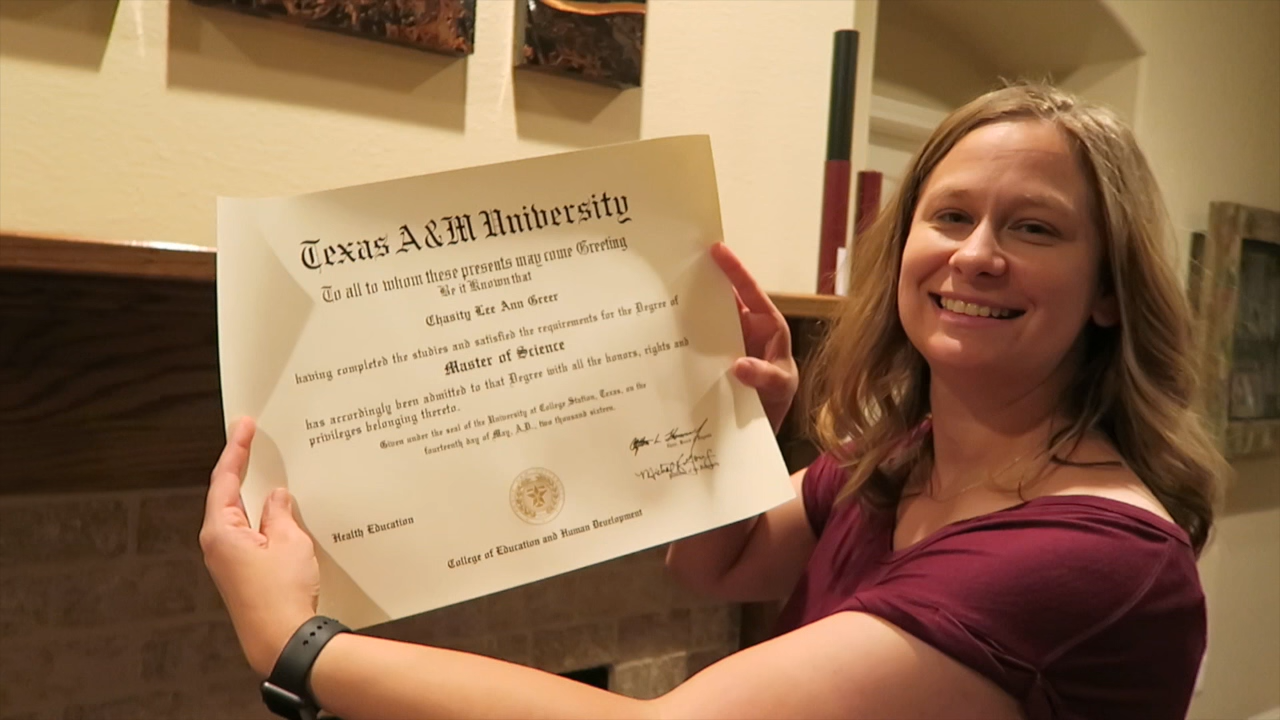 Texas A&M University
To all to whom these presents may come Greeting
Be it Known that
Chasity Lee Ann Greer
having completed the studies and satisfied the requirements for the Degree of
Master of Science
has accordingly been admitted to that Degree with all the honors, rights and
privileges belonging thereto.
Given under the seal of the University at College Station, Texas, on the
fourteenth day of May, A.D., two thousand sixteen.
Health Education
College of Education and Human Development